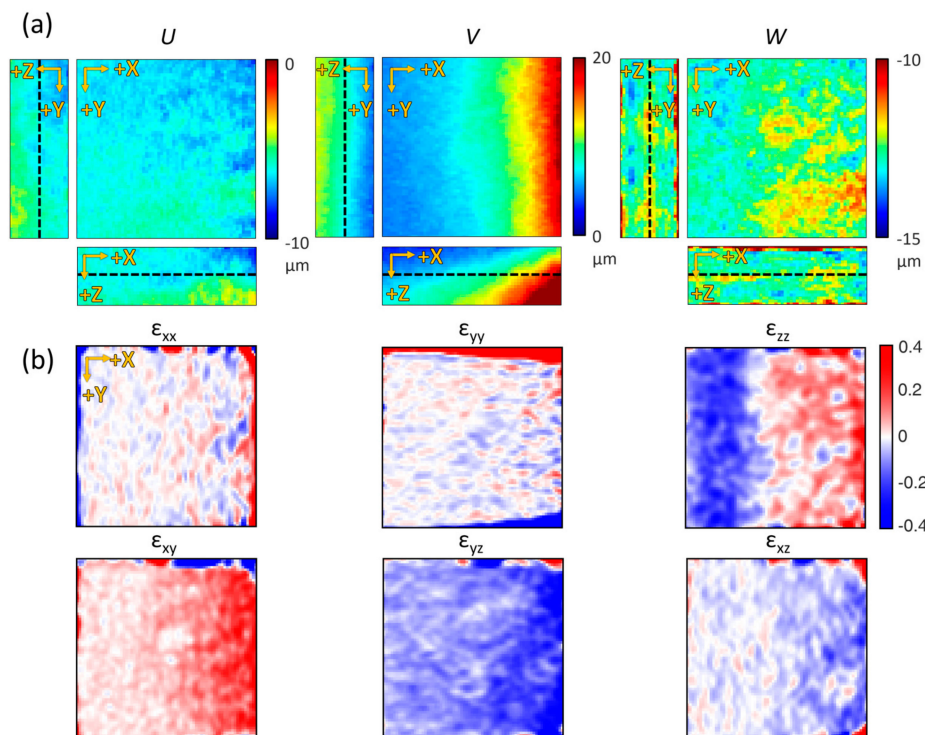 (a)
U V W
+Z +X +Z +X +Z +X
+Y +Y +Y +Y +Y +Y
0 20 -10
-10 0 -15
μm μm μm
+X +X +X
+Z +Z +Z
(b)
εxx εyy εzz
+X
+Y
0.4
0.2
0
-0.2
-0.4
εxy εyz εxz